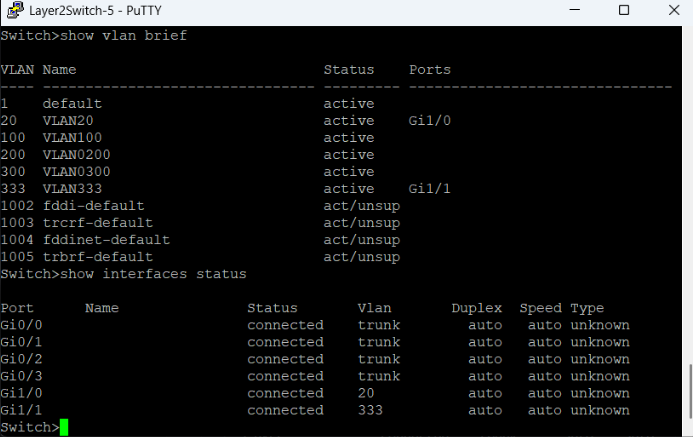 Layer2Switch-5 - PuTTY
Switch>show vlan brief
VLAN Name                             Status    Ports
---- -------------------------------- --------- -------------------------------
1    default                          active
20   VLAN20                           active    Gi1/0
100  VLAN100                          active
200  VLAN0200                         active
300  VLAN0300                         active
333  VLAN333                          active    Gi1/1
1002 fddi-default                     act/unsup
1003 trcrf-default                    act/unsup
1004 fddinet-default                  act/unsup
1005 trbrf-default                    act/unsup
Switch>show interfaces status
Port      Name               Status       Vlan       Duplex  Speed Type
Gi0/0                        connected    trunk        auto   auto unknown
Gi0/1                        connected    trunk        auto   auto unknown
Gi0/2                        connected    trunk        auto   auto unknown
Gi0/3                        connected    trunk        auto   auto unknown
Gi1/0                        connected    20           auto   auto unknown
Gi1/1                        connected    333          auto   auto unknown
Switch>